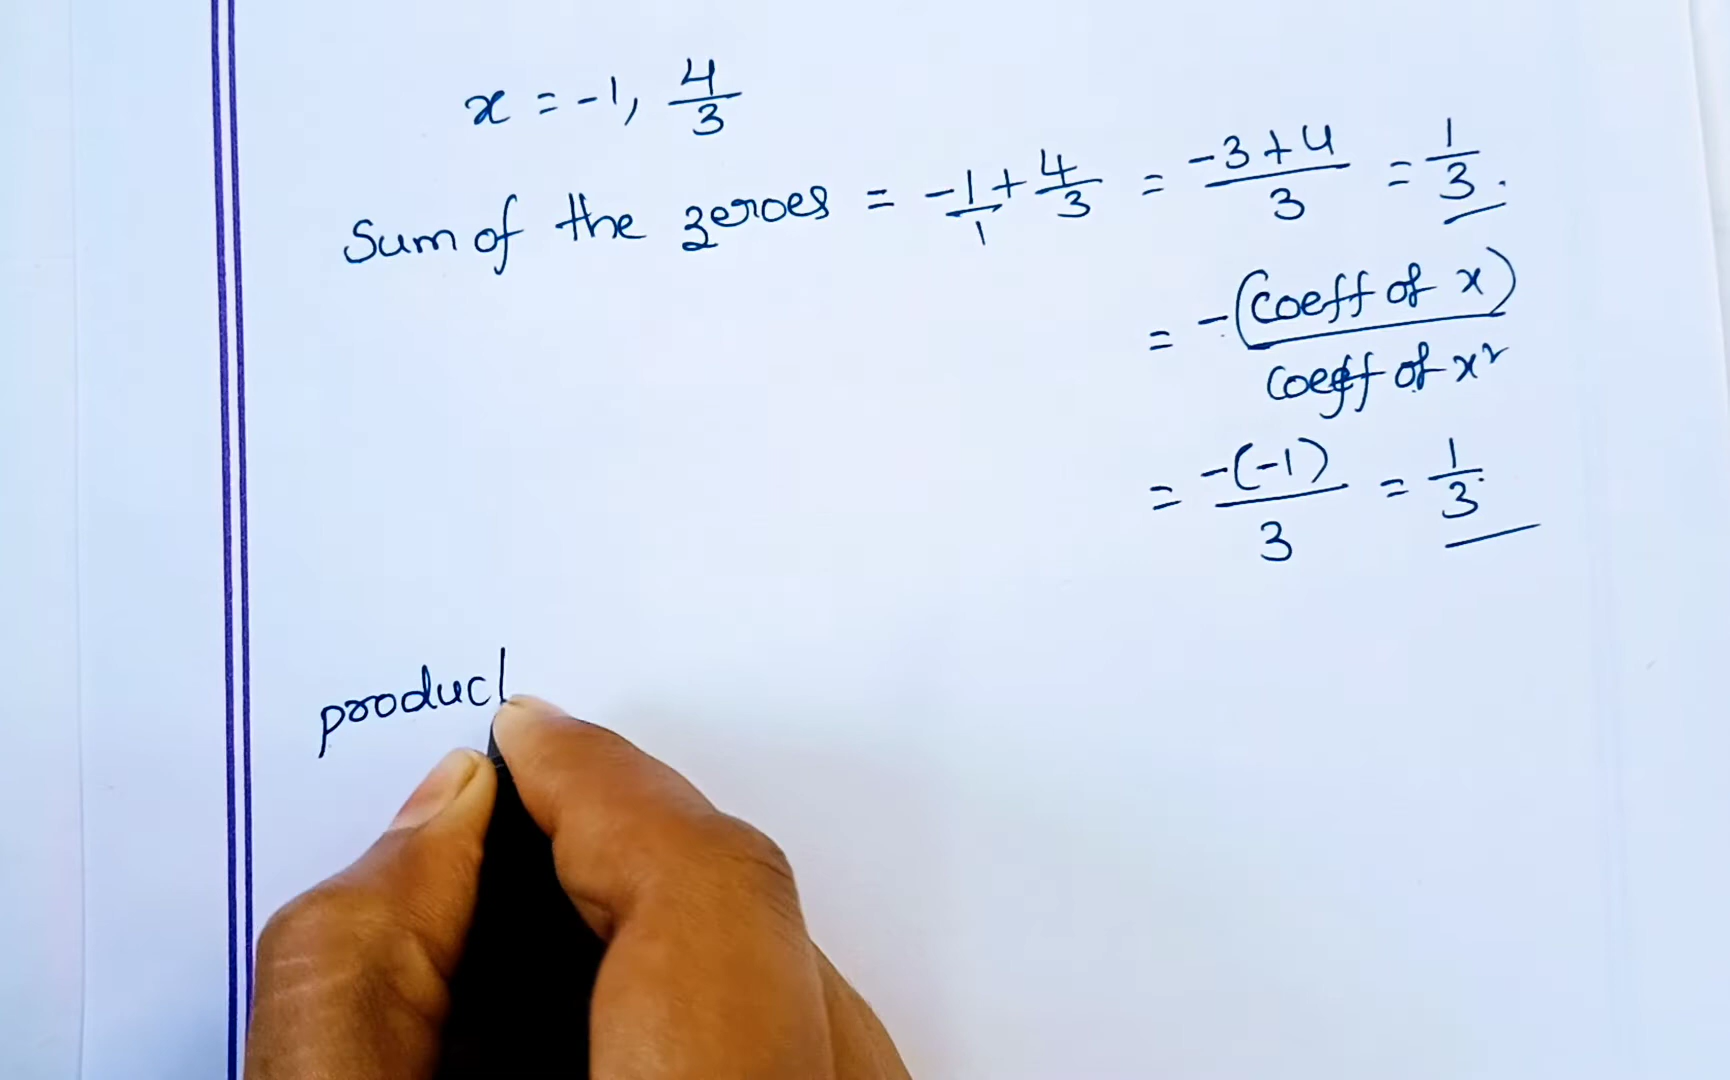 x = -1, 4/3
Sum of the zeroes = -1/1 + 4/3 = -3+4/3 = 1/3.
= -(coeff of x)/coeff of x²
= -(-1)/3 = 1/3
product